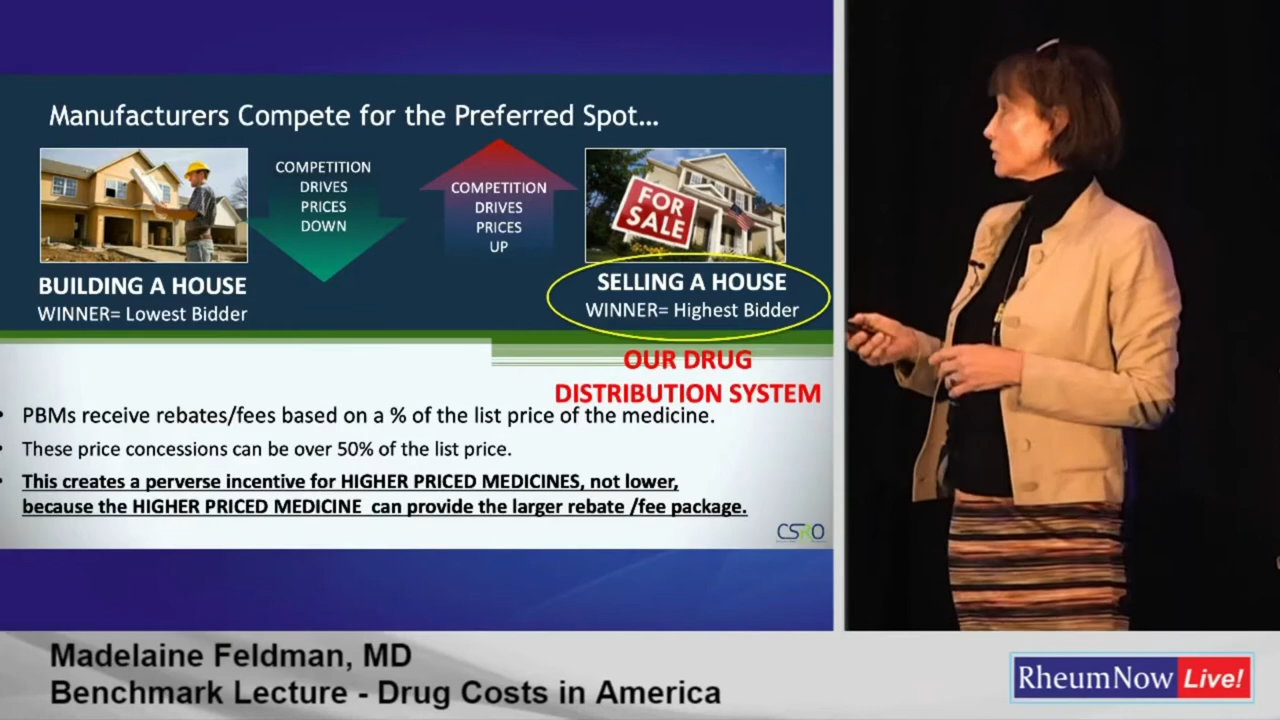 Manufacturers Compete for the Preferred Spot...
COMPETITION
DRIVES
PRICES
DOWN
COMPETITION
DRIVES
PRICES
UP
FOR
SALE
BUILDING A HOUSE
WINNER= Lowest Bidder
SELLING A HOUSE
WINNER= Highest Bidder
OUR DRUG
DISTRIBUTION SYSTEM
• PBMs receive rebates/fees based on a % of the list price of the medicine.
• These price concessions can be over 50% of the list price.
• This creates a perverse incentive for HIGHER PRICED MEDICINES, not lower,
because the HIGHER PRICED MEDICINE can provide the larger rebate /fee package.
CSRO
Madelaine Feldman, MD
Benchmark Lecture - Drug Costs in America
RheumNow Live!